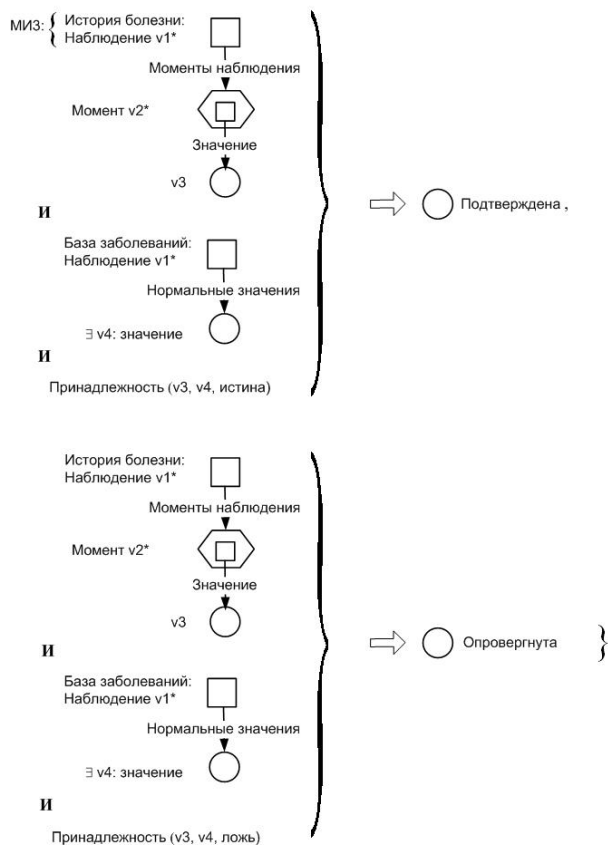 МИЗ: { История болезни:
Наблюдение v1*
Моменты наблюдения
Момент v2*
Значение
v3
И
База заболеваний:
Наблюдение v1*
Нормальные значения
∃ v4: значение
И
Принадлежность (v3, v4, истина)
Подтверждена ,
История болезни:
Наблюдение v1*
Моменты наблюдения
Момент v2*
Значение
v3
И
База заболеваний:
Наблюдение v1*
Нормальные значения
∃ v4: значение
И
Принадлежность (v3, v4, ложь)
Опровергнута }